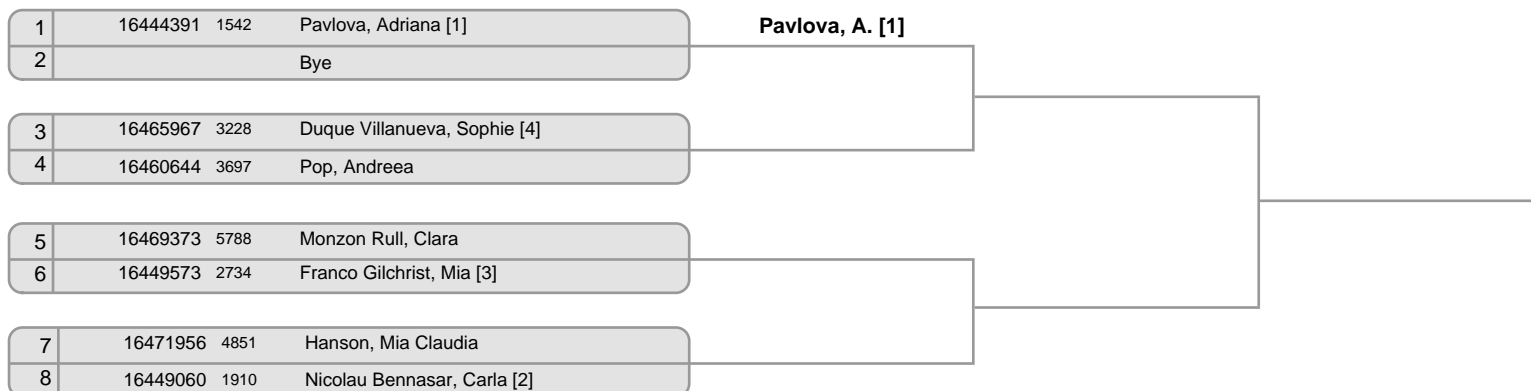 1 16444391 1542 Pavlova, Adriana [1] Pavlova, A. [1]
2 Bye
3 16465967 3228 Duque Villanueva, Sophie [4]
4 16460644 3697 Pop, Andreea
5 16469373 5788 Monzon Rull, Clara
6 16449573 2734 Franco Gilchrist, Mia [3]
7 16471956 4851 Hanson, Mia Claudia
8 16449060 1910 Nicolau Bennasar, Carla [2]